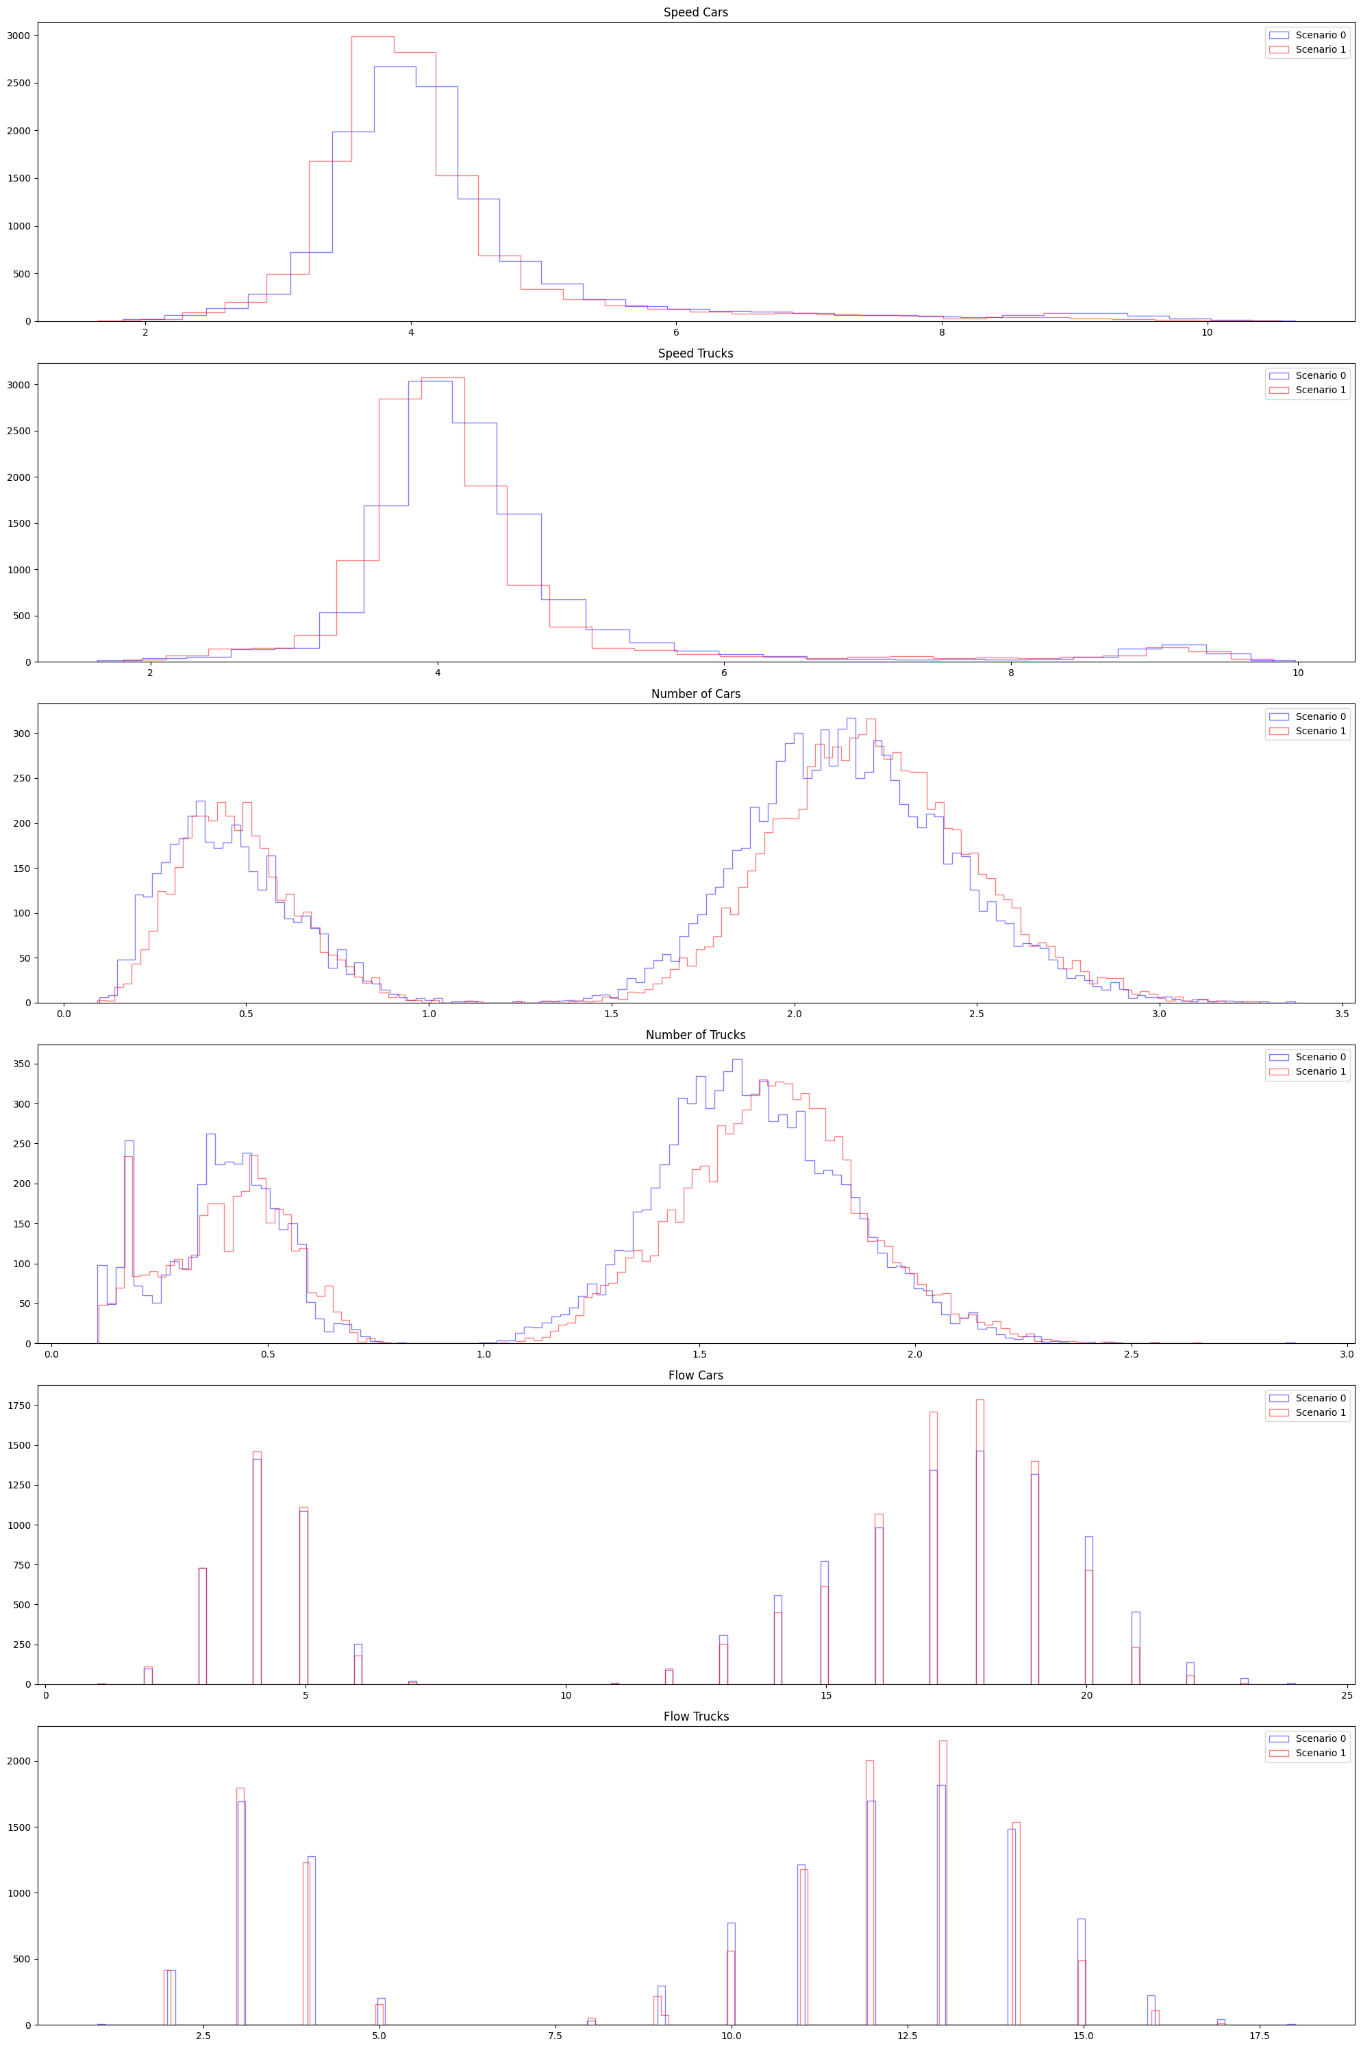 Speed Cars
Scenario 0
Scenario 1
3000
2500
2000
1500
1000
500
0
2 4 6 8 10
Speed Trucks
Scenario 0
Scenario 1
3000
2500
2000
1500
1000
500
0
2 4 6 8 10
Number of Cars
Scenario 0
Scenario 1
300
250
200
150
100
50
0
0.0 0.5 1.0 1.5 2.0 2.5 3.0 3.5
Number of Trucks
Scenario 0
Scenario 1
350
300
250
200
150
100
50
0
0.0 0.5 1.0 1.5 2.0 2.5 3.0
Flow Cars
Scenario 0
Scenario 1
1750
1500
1250
1000
750
500
250
0
0 5 10 15 20 25
Flow Trucks
Scenario 0
Scenario 1
2000
1500
1000
500
0
2.5 5.0 7.5 10.0 12.5 15.0 17.5